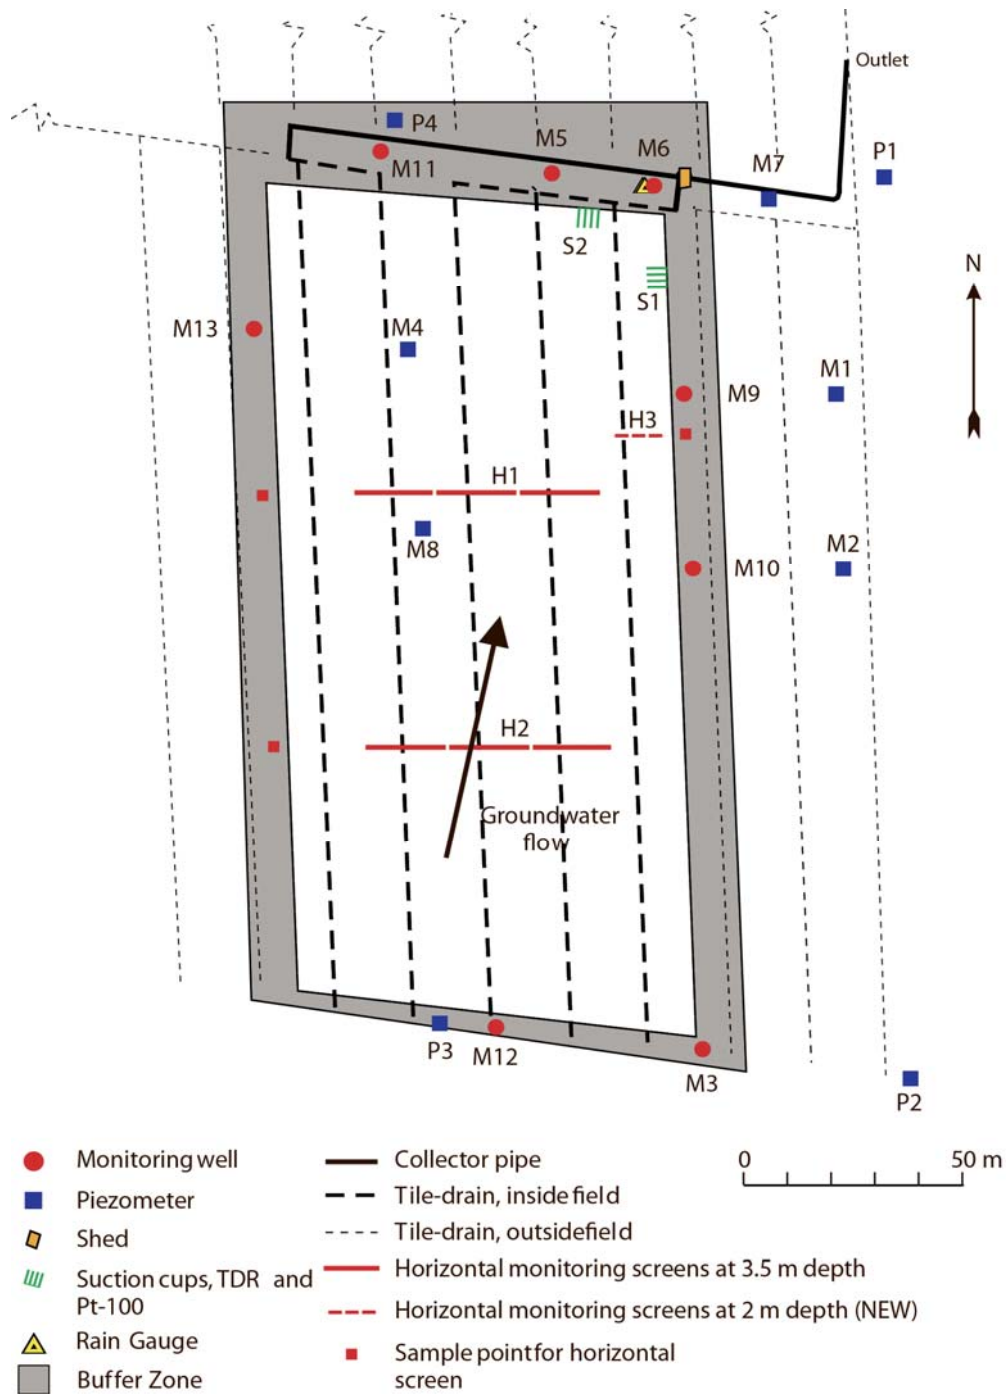 Outlet
P4
M5
M6
M7
P1
M11
S2
N
S1
M13
M4
M1
M9
H3
H1
M8
M2
M10
H2
Groundwater
flow
P3
M12
M3
P2
Monitoring well
Piezometer
Shed
Suction cups, TDR and
Pt-100
Rain Gauge
Buffer Zone
Collector pipe
Tile-drain, inside field
Tile-drain, outsidefield
Horizontal monitoring screens at 3.5 m depth
Horizontal monitoring screens at 2 m depth (NEW)
Sample point for horizontal
screen
0 50 m